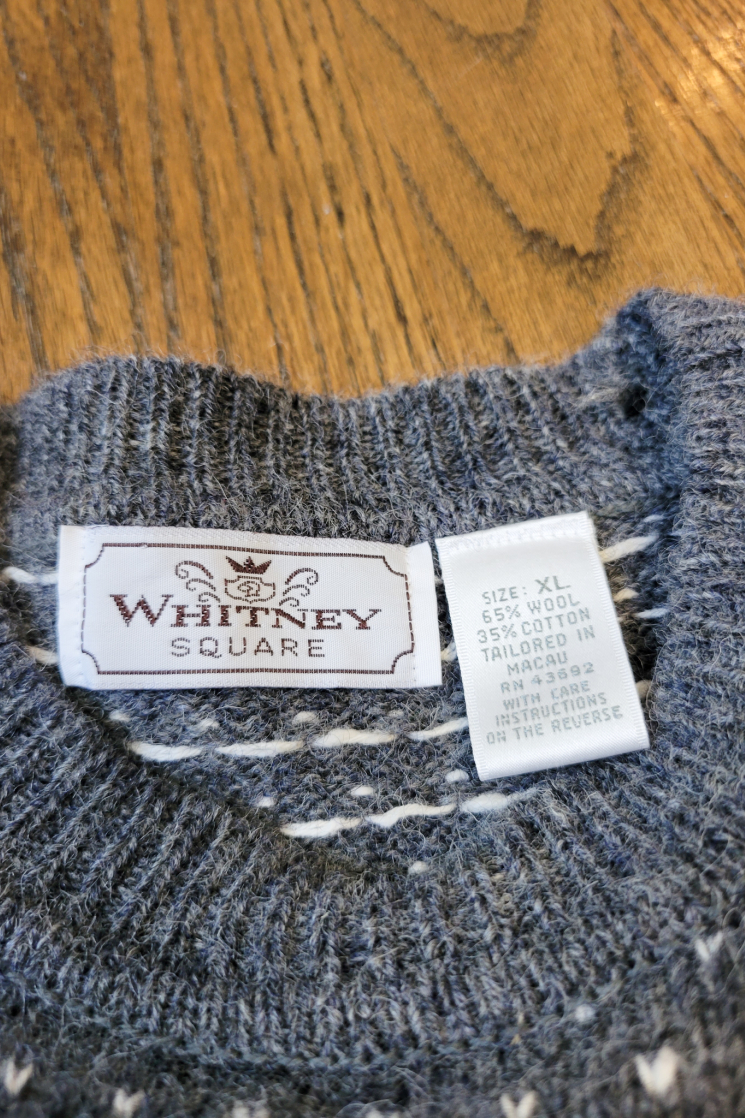 WHITNEY
SQUARE
SIZE: XL
65% WOOL
35% COTTON
TAILORED IN
MACAU
RN 43692
WITH CARE
INSTRUCTIONS
ON THE REVERSE